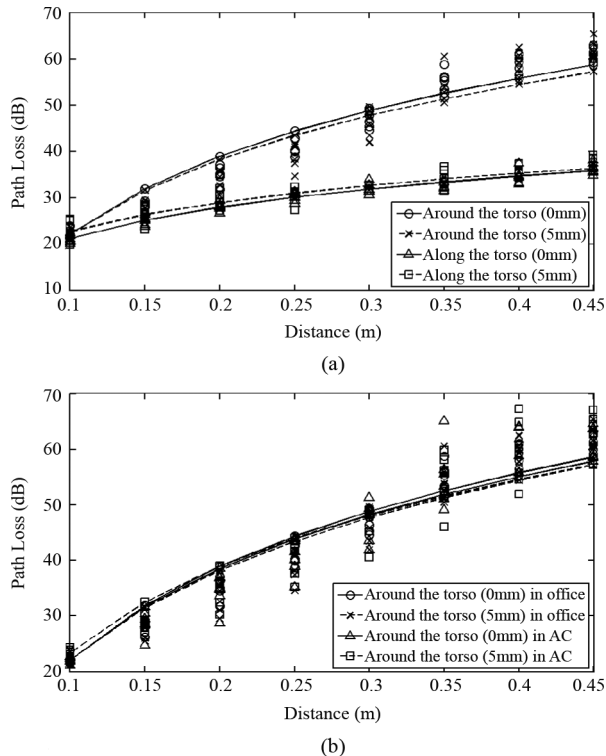 70
60
50
40
30
20
10
Path Loss (dB)
Around the torso (0mm)
Around the torso (5mm)
Along the torso (0mm)
Along the torso (5mm)
0.1 0.15 0.2 0.25 0.3 0.35 0.4 0.45
Distance (m)
(a)
70
60
50
40
30
20
Path Loss (dB)
Around the torso (0mm) in office
Around the torso (5mm) in office
Around the torso (0mm) in AC
Around the torso (5mm) in AC
0.1 0.15 0.2 0.25 0.3 0.35 0.4 0.45
Distance (m)
(b)